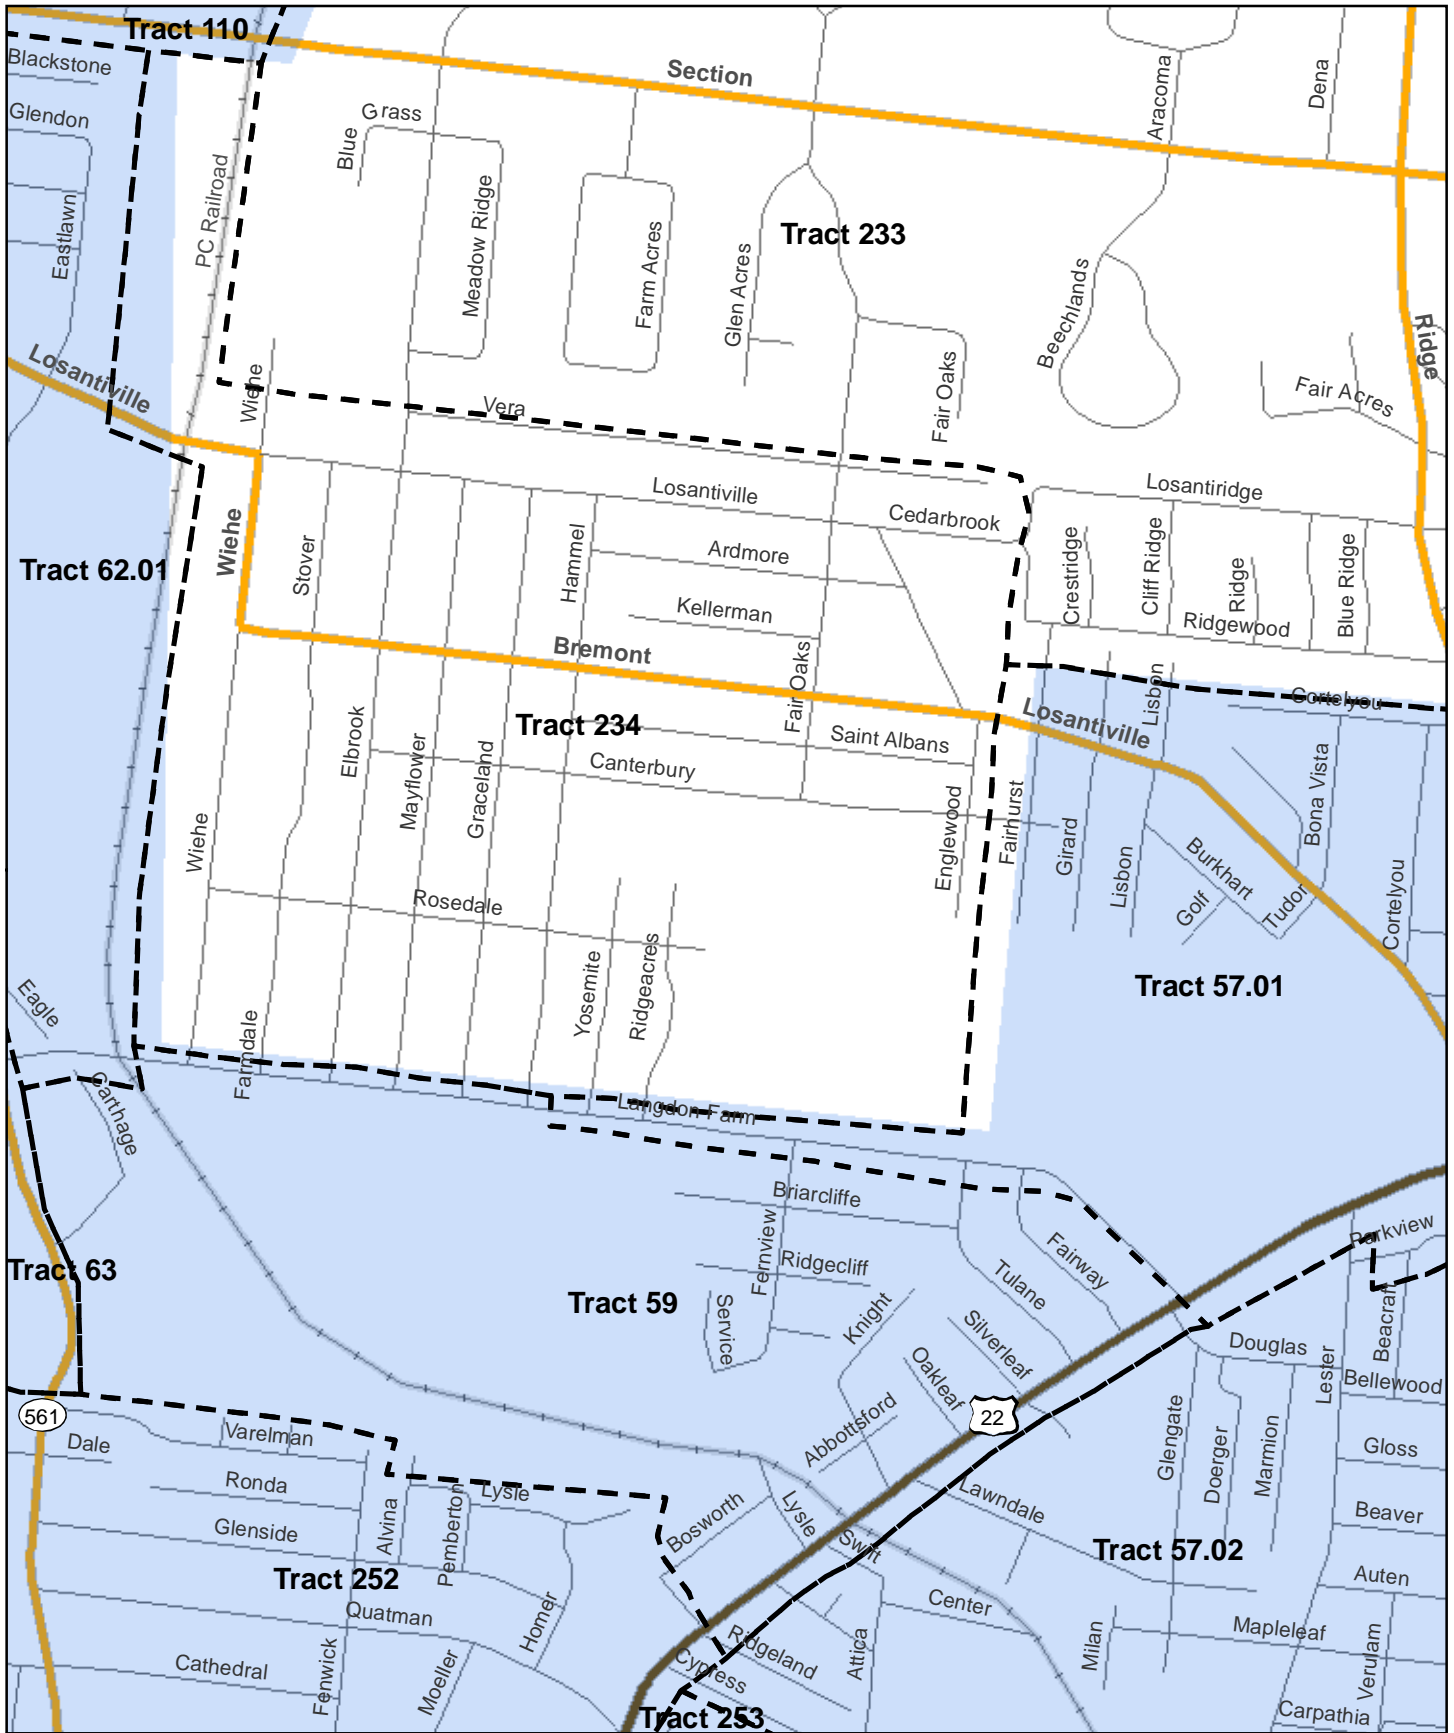 Tract 110
Blackstone
Section
Aracoma
Dena
Glendon
Blue
Grass
PC Railroad
Meadow Ridge
Eastlawn
Farm Acres
Glen Acres
Tract 233
Beechlands
Ridge
Losantiville
Wiehe
Vera
Fair Oaks
Fair Acres
Losantiville
Losantiridge
Cedarbrook
Wiehe
Stover
Hammel
Ardmore
Crestridge
Cliff Ridge
Ridge
Blue Ridge
Tract 62.01
Kellerman
Ridgewood
Bremont
Fair Oaks
Lisbon
Cortelyou
Tract 234
Losantiville
Elbrook
Mayflower
Graceland
Saint Albans
Canterbury
Bona Vista
Wiehe
Englewood
Fairhurst
Girard
Lisbon
Burkhart
Golf
Tudor
Cortelyou
Rosedale
Yosemite
Ridgeacres
Tract 57.01
Eagle
Farmdale
Carthage
Langdon Farm
Briarcliffe
Fernview
Ridgecliff
Fairway
Tulane
Parkview
Tract 63
Tract 59
Service
Knight
Silverleaf
Oakleaf
Douglas
Lester
Beacraft
Bellewood
561
22
Abbottsford
Glengate
Doerger
Marmion
Gloss
Dale
Varelman
Ronda
Alvina
Pemberton
Lysle
Bosworth
Lysle
Swift
Lawndale
Beaver
Glenside
Tract 57.02
Tract 252
Auten
Quatman
Homer
Center
Milan
Mapleleaf
Verulam
Cathedral
Fenwick
Moeller
Ridgeland
Cypress
Attica
Carpathia
Tract 253